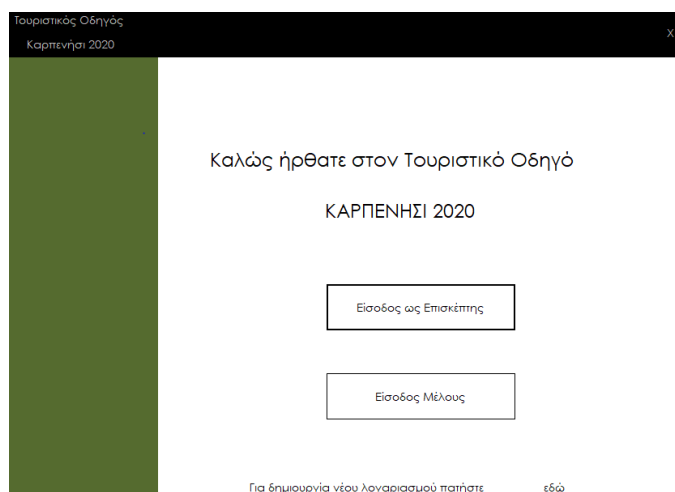 Τουριστικός Οδηγός
Καρπενήσι 2020
X
Καλώς ήρθατε στον Τουριστικό Οδηγό
ΚΑΡΠΕΝΗΣΙ 2020
Είσοδος ως Επισκέπτης
Είσοδος Μέλους
Για δημιουργία νέου λογαριασμού πατήστε εδώ